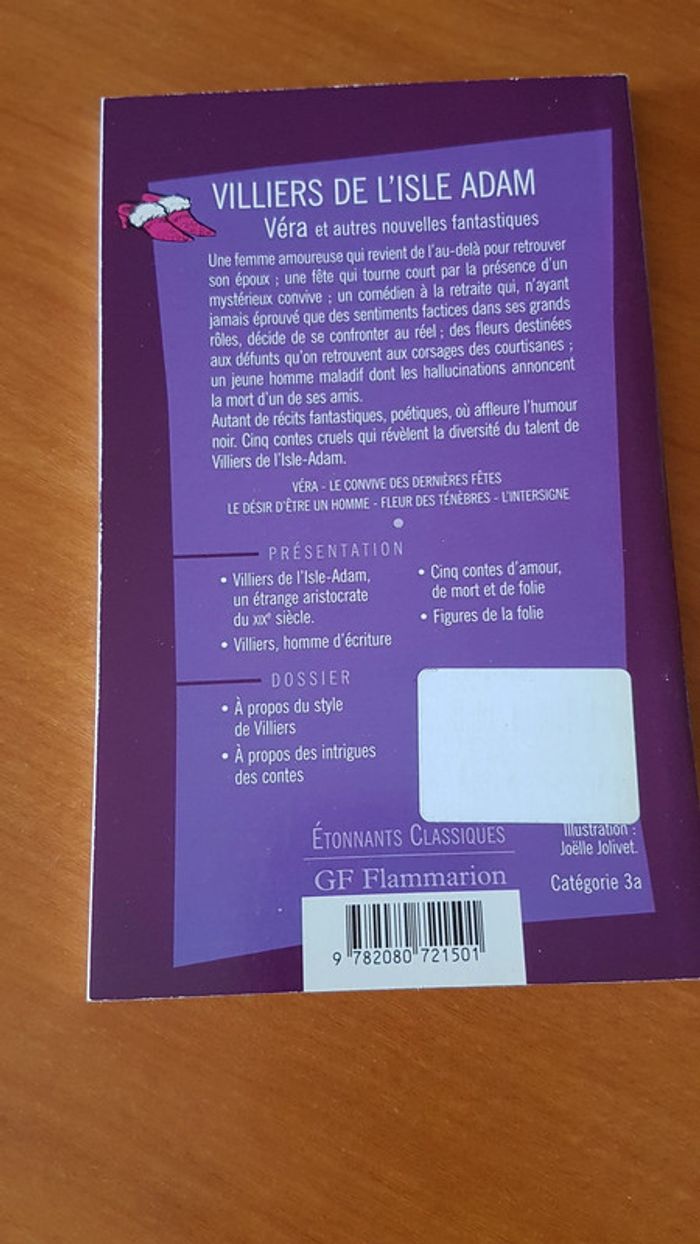 VILLIERS DE L'ISLE ADAM
Véra et autres nouvelles fantastiques
Une femme amoureuse qui revient de l'au-delà pour retrouver
son époux ; une fête qui tourne court par la présence d'un
mystérieux convive ; un comédien à la retraite qui, n'ayant
jamais éprouvé que des sentiments factices dans ses grands
rôles, décide de se confronter au réel ; des fleurs destinées
aux défunts qu'on retrouvent aux corsages des courtisanes ;
un jeune homme maladif dont les hallucinations annoncent
la mort d'un de ses amis.
Autant de récits fantastiques, poétiques, où affleure l'humour
noir. Cinq contes cruels qui révèlent la diversité du talent de
Villiers de l'Isle-Adam.
VÉRA - LE CONVIVE DES DERNIÈRES FÊTES
LE DÉSIR D'ÊTRE UN HOMME - FLEUR DES TÉNÈBRES - L'INTERSIGNE
PRÉSENTATION
• Villiers de l'Isle-Adam,
un étrange aristocrate
du XIXe siècle.
• Villiers, homme d'écriture
• Cinq contes d'amour,
de mort et de folie
• Figures de la folie
DOSSIER
• À propos du style
de Villiers
• À propos des intrigues
des contes
ÉTONNANTS CLASSIQUES
GF Flammarion
Illustration :
Joëlle Jolivet.
Catégorie 3a
9 782080 721501